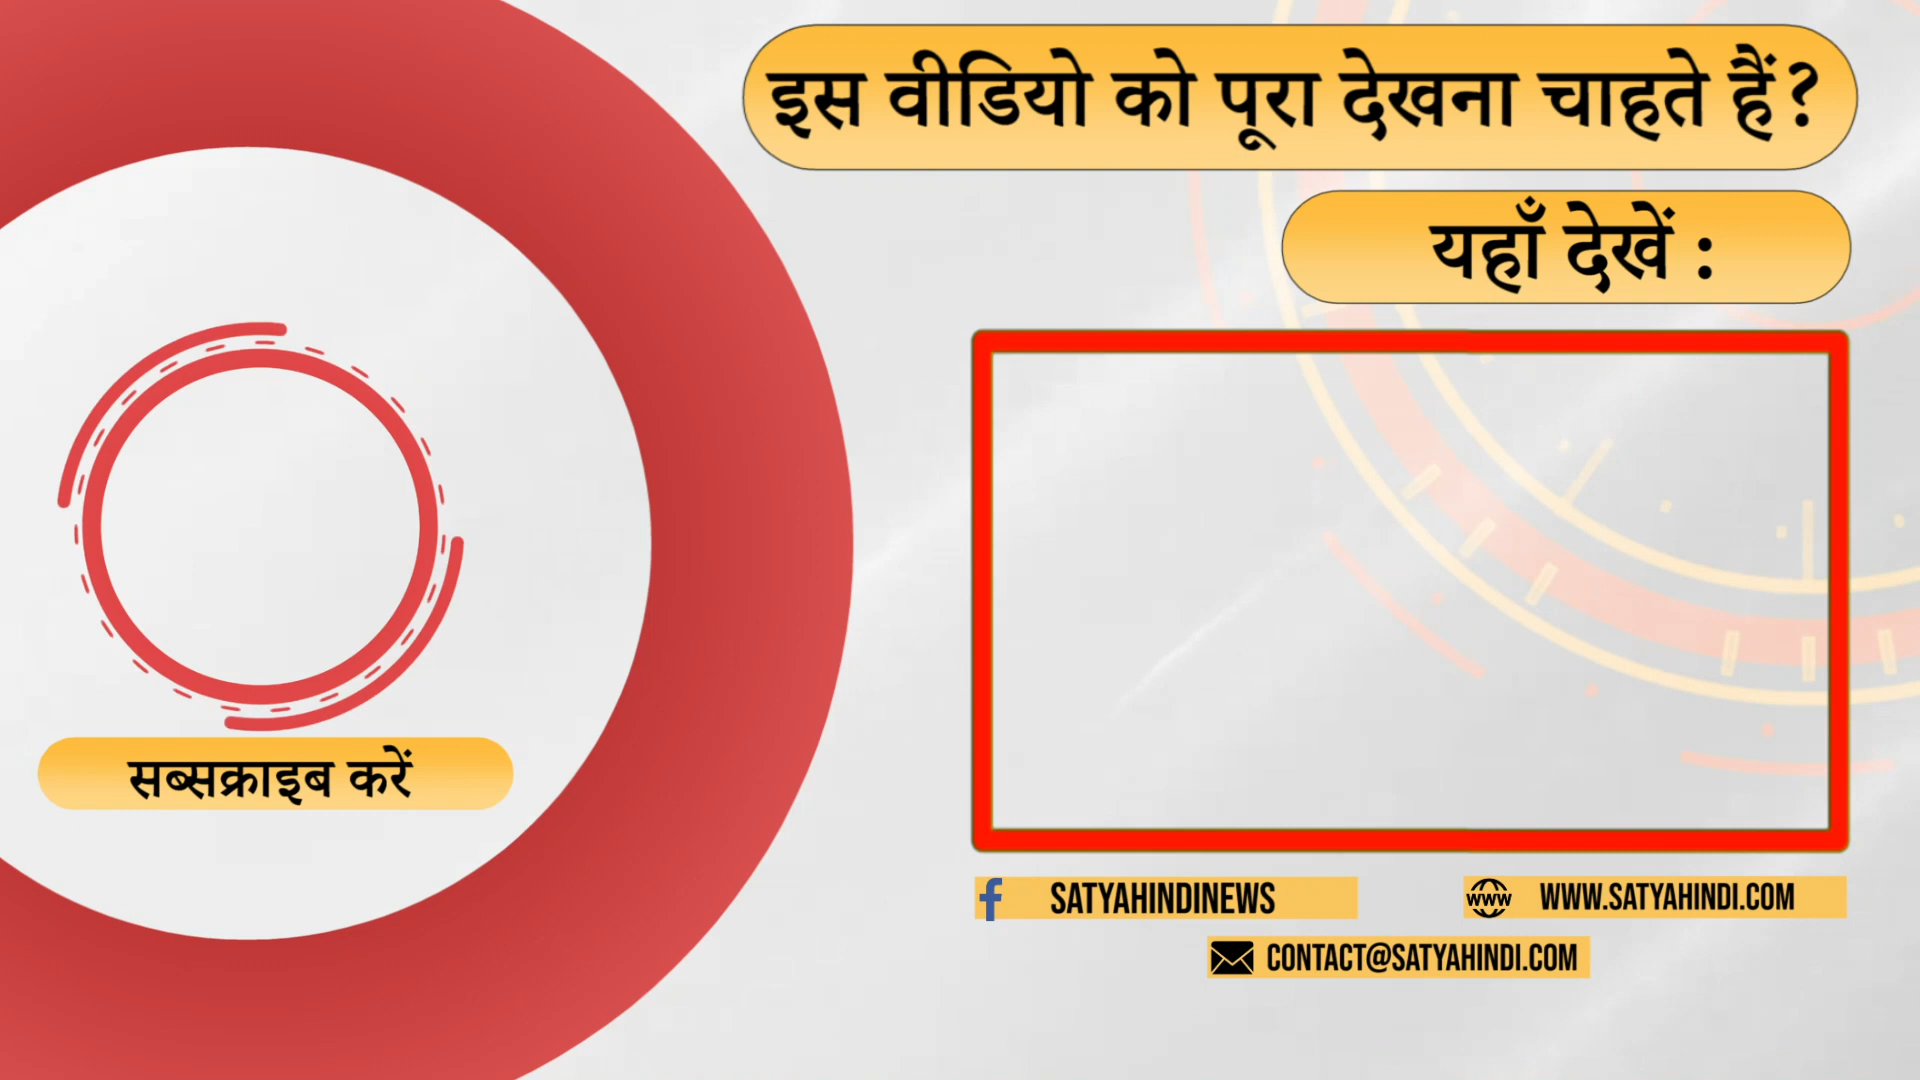 इस वीडियो को पूरा देखना चाहते हैं?
यहाँ देखें :
सब्सक्राइब करें
SATYAHINDINEWS
WWW
WWW.SATYAHINDI.COM
CONTACT@SATYAHINDI.COM